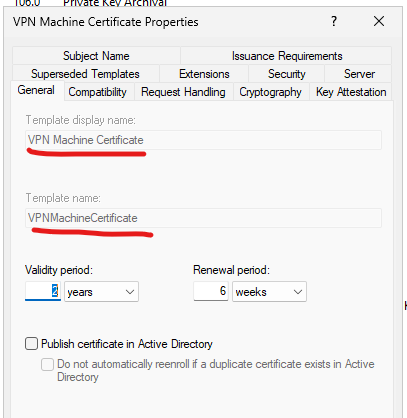 106.0 Private Key Archival
VPN Machine Certificate Properties ? ×
Subject Name Issuance Requirements
Superseded Templates Extensions Security Server
General Compatibility Request Handling Cryptography Key Attestation
Template display name:
VPN Machine Certificate
Template name:
VPNMachineCertificate
Validity period: Renewal period:
2 years 6 weeks
Publish certificate in Active Directory
Do not automatically reenroll if a duplicate certificate exists in Active
Directory